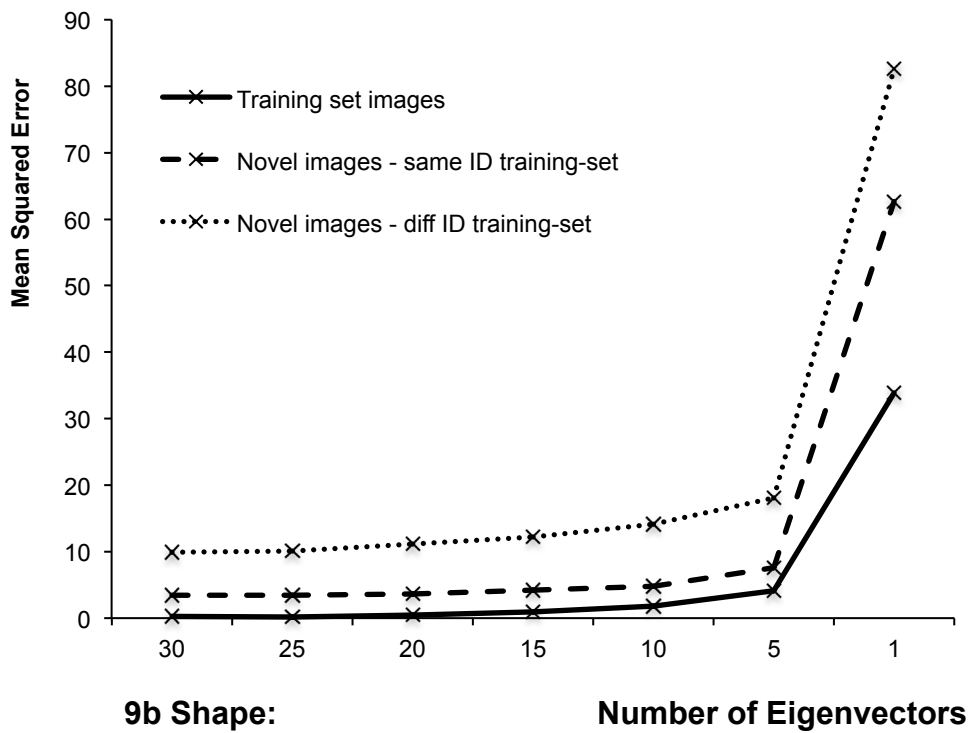 90
80
70
60
50
40
30
20
10
0
Mean Squared Error
Training set images
Novel images - same ID training-set
Novel images - diff ID training-set
30 25 20 15 10 5 1
9b Shape: Number of Eigenvectors